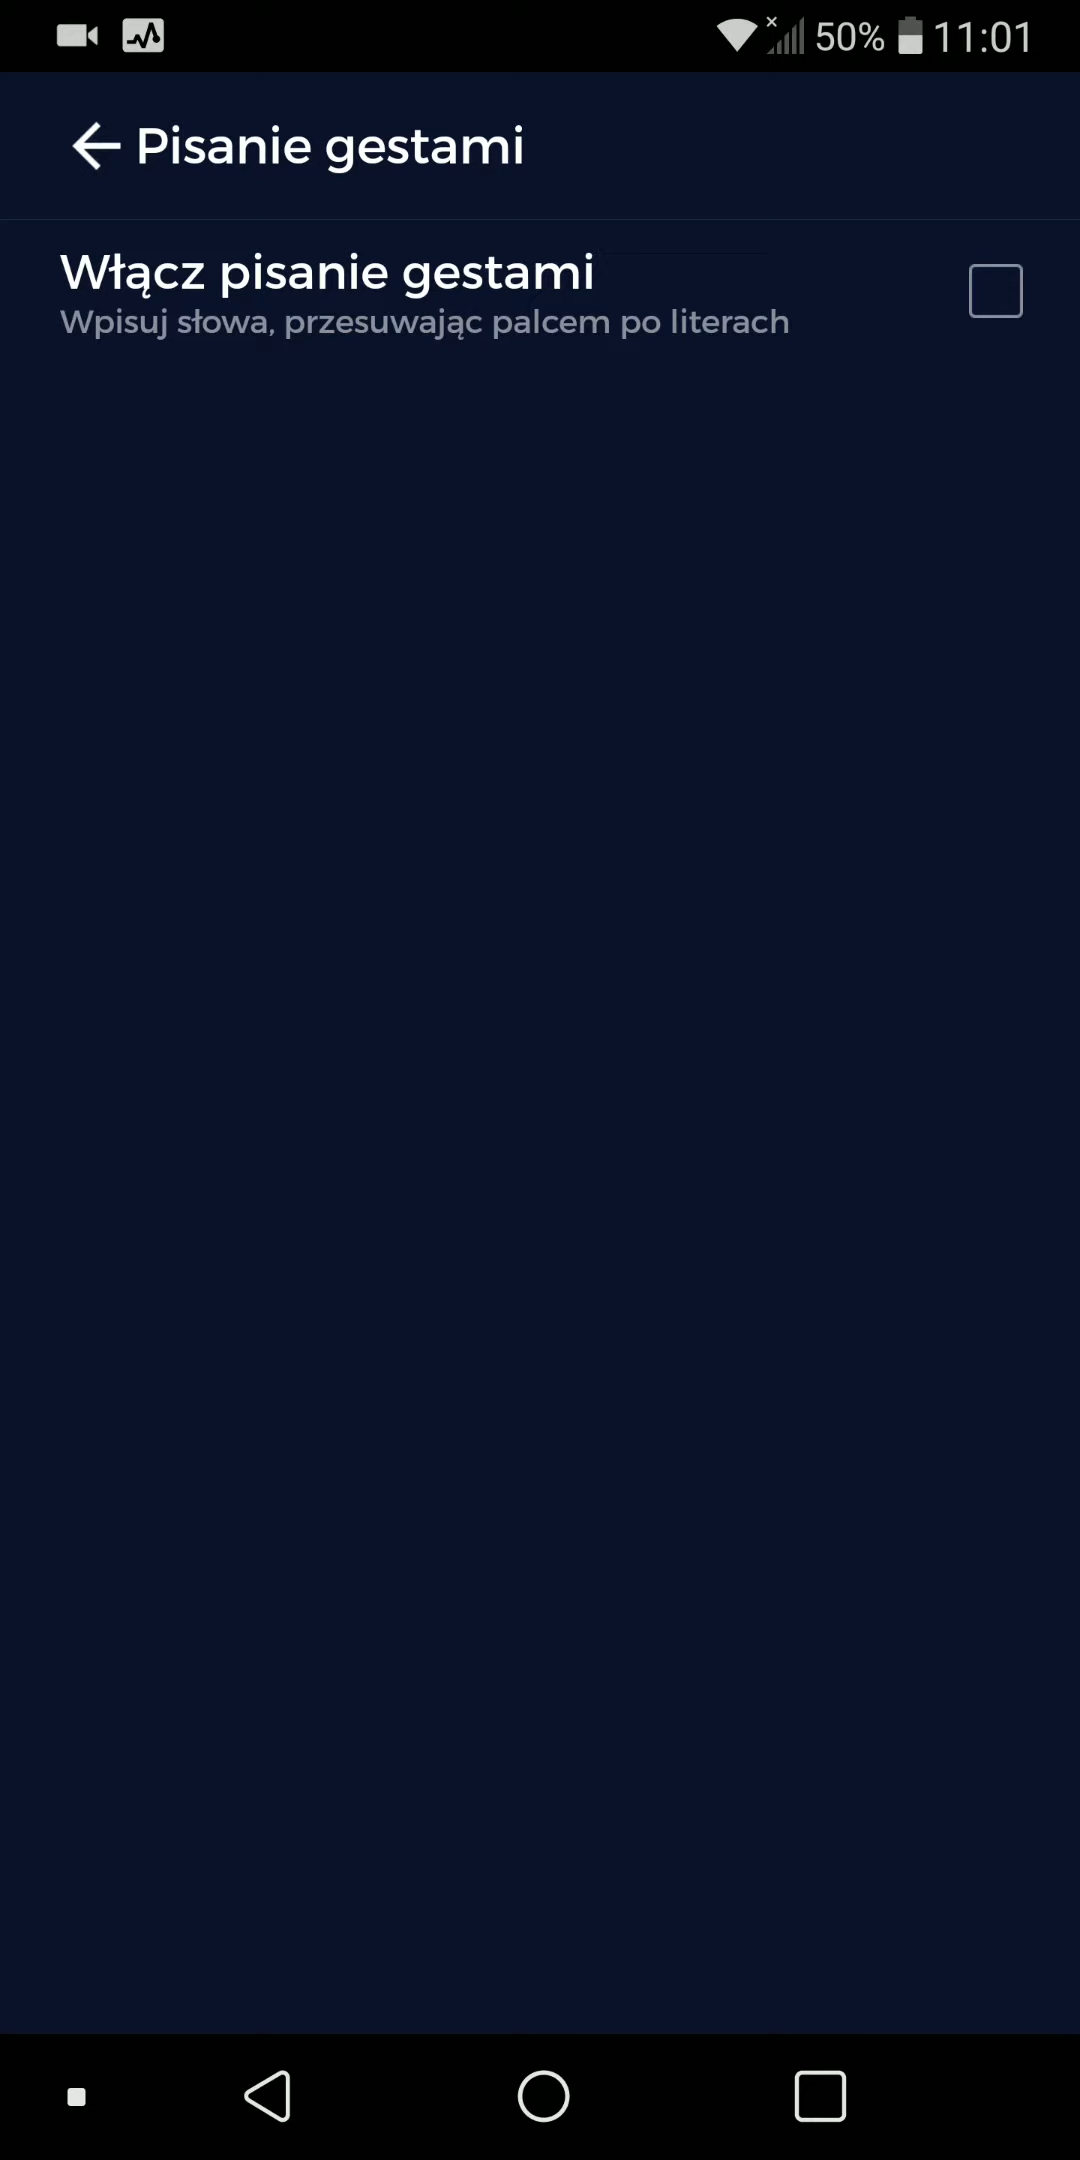 50% 11:01
Pisanie gestami
Włącz pisanie gestami
Wpisuj słowa, przesuwając palcem po literach